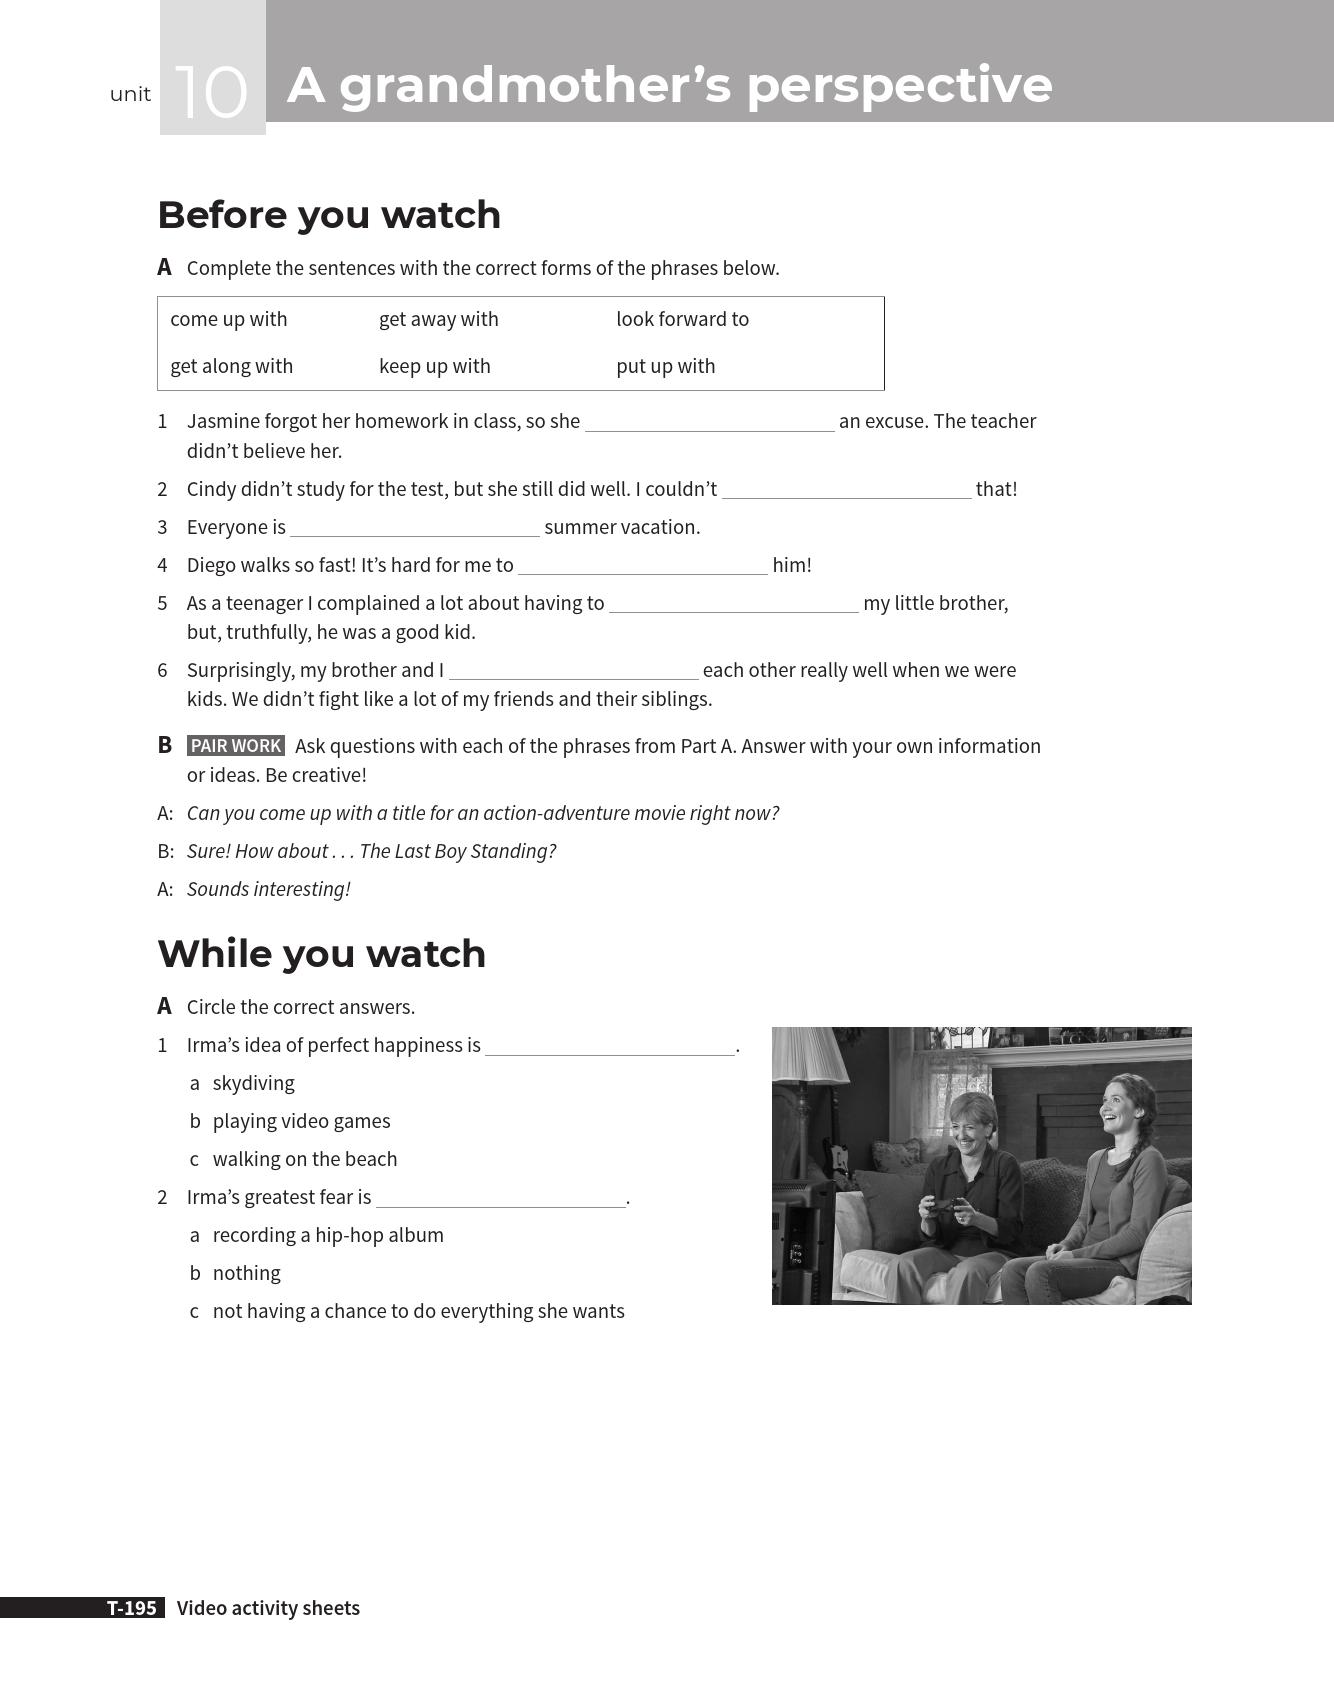 unit 10 A grandmother’s perspective
Before you watch
A Complete the sentences with the correct forms of the phrases below.
come up with get away with look forward to
get along with keep up with put up with
1 Jasmine forgot her homework in class, so she ______ an excuse. The teacher
didn’t believe her.
2 Cindy didn’t study for the test, but she still did well. I couldn’t ______ that!
3 Everyone is ______ summer vacation.
4 Diego walks so fast! It’s hard for me to ______ him!
5 As a teenager I complained a lot about having to ______ my little brother,
but, truthfully, he was a good kid.
6 Surprisingly, my brother and I ______ each other really well when we were
kids. We didn’t fight like a lot of my friends and their siblings.
B PAIR WORK Ask questions with each of the phrases from Part A. Answer with your own information
or ideas. Be creative!
A: Can you come up with a title for an action-adventure movie right now?
B: Sure! How about . . . The Last Boy Standing?
A: Sounds interesting!
While you watch
A Circle the correct answers.
1 Irma’s idea of perfect happiness is ______.
a skydiving
b playing video games
c walking on the beach
2 Irma’s greatest fear is ______.
a recording a hip-hop album
b nothing
c not having a chance to do everything she wants
T-195 Video activity sheets